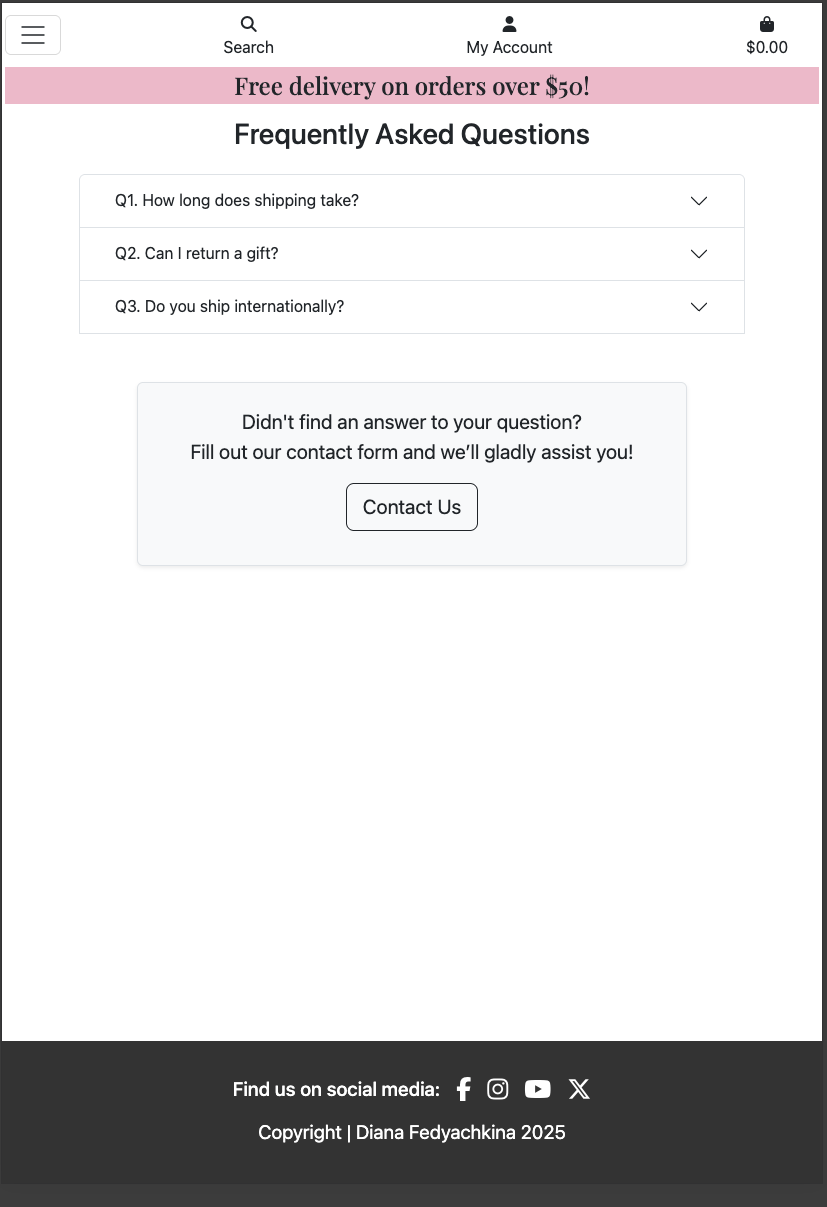 Search
My Account
$0.00
Free delivery on orders over $50!
Frequently Asked Questions
Q1. How long does shipping take?
Q2. Can I return a gift?
Q3. Do you ship internationally?
Didn't find an answer to your question?
Fill out our contact form and we’ll gladly assist you!
Contact Us
Find us on social media:
Copyright | Diana Fedyachkina 2025